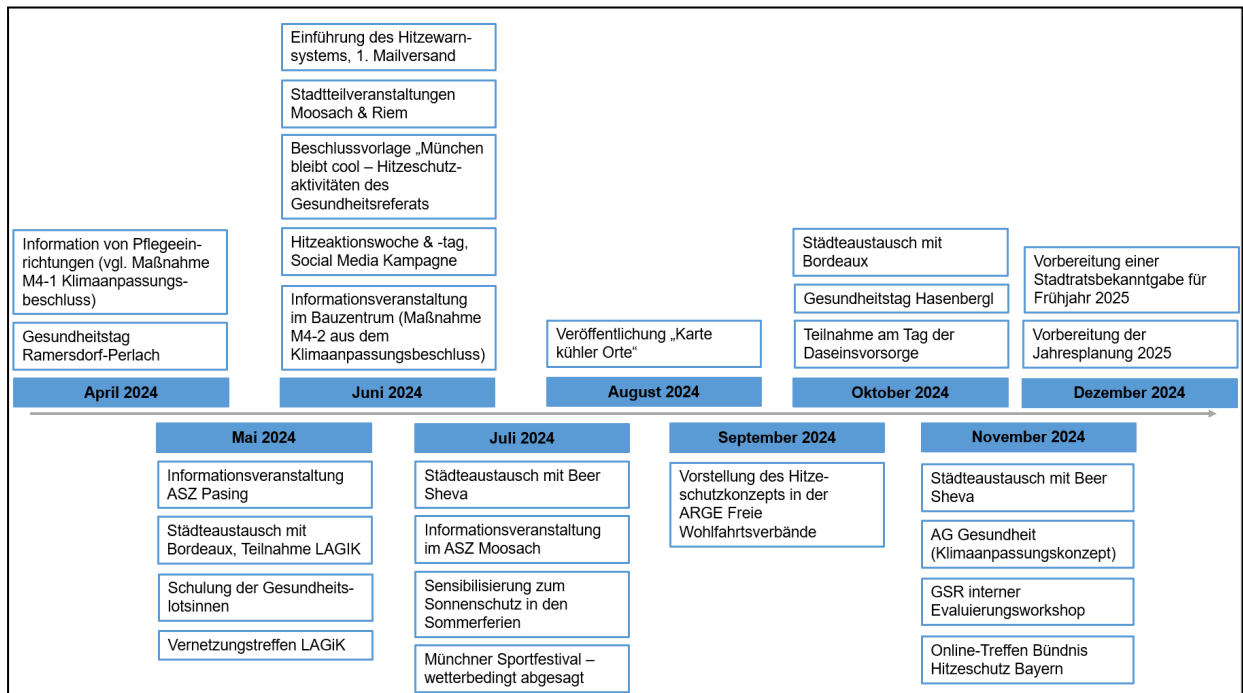 Einführung des Hitzewarn-
systems, 1. Mailversand
Stadtteilveranstaltungen
Moosach & Riem
Beschlussvorlage „München
bleibt cool – Hitzeschutz-
aktivitäten des
Gesundheitsreferats
Hitzeaktionswoche & -tag,
Social Media Kampagne
Informationsveranstaltung
im Bauzentrum (Maßnahme
M4-2 aus dem
Klimaanpassungsbeschluss)
Information von Pflegeein-
richtungen (vgl. Maßnahme
M4-1 Klimaanpassungs-
beschluss)
Gesundheitstag
Ramersdorf-Perlach
Veröffentlichung „Karte
kühler Orte“
Städteaustausch mit
Bordeaux
Gesundheitstag Hasenbergl
Teilnahme am Tag der
Daseinsvorsorge
Vorbereitung einer
Stadtratsbekanntgabe für
Frühjahr 2025
Vorbereitung der
Jahresplanung 2025
April 2024
Juni 2024
August 2024
Oktober 2024
Dezember 2024
Mai 2024
Juli 2024
September 2024
November 2024
Informationsveranstaltung
ASZ Pasing
Städteaustausch mit
Bordeaux, Teilnahme LAGIK
Schulung der Gesundheits-
lotsinnen
Vernetzungstreffen LAGiK
Städteaustausch mit Beer
Sheva
Informationsveranstaltung
im ASZ Moosach
Sensibilisierung zum
Sonnenschutz in den
Sommerferien
Münchner Sportfestival –
wetterbedingt abgesagt
Vorstellung des Hitze-
schutzkonzepts in der
ARGE Freie
Wohlfahrtsverbände
Städteaustausch mit Beer
Sheva
AG Gesundheit
(Klimaanpassungskonzept)
GSR interner
Evaluierungsworkshop
Online-Treffen Bündnis
Hitzeschutz Bayern